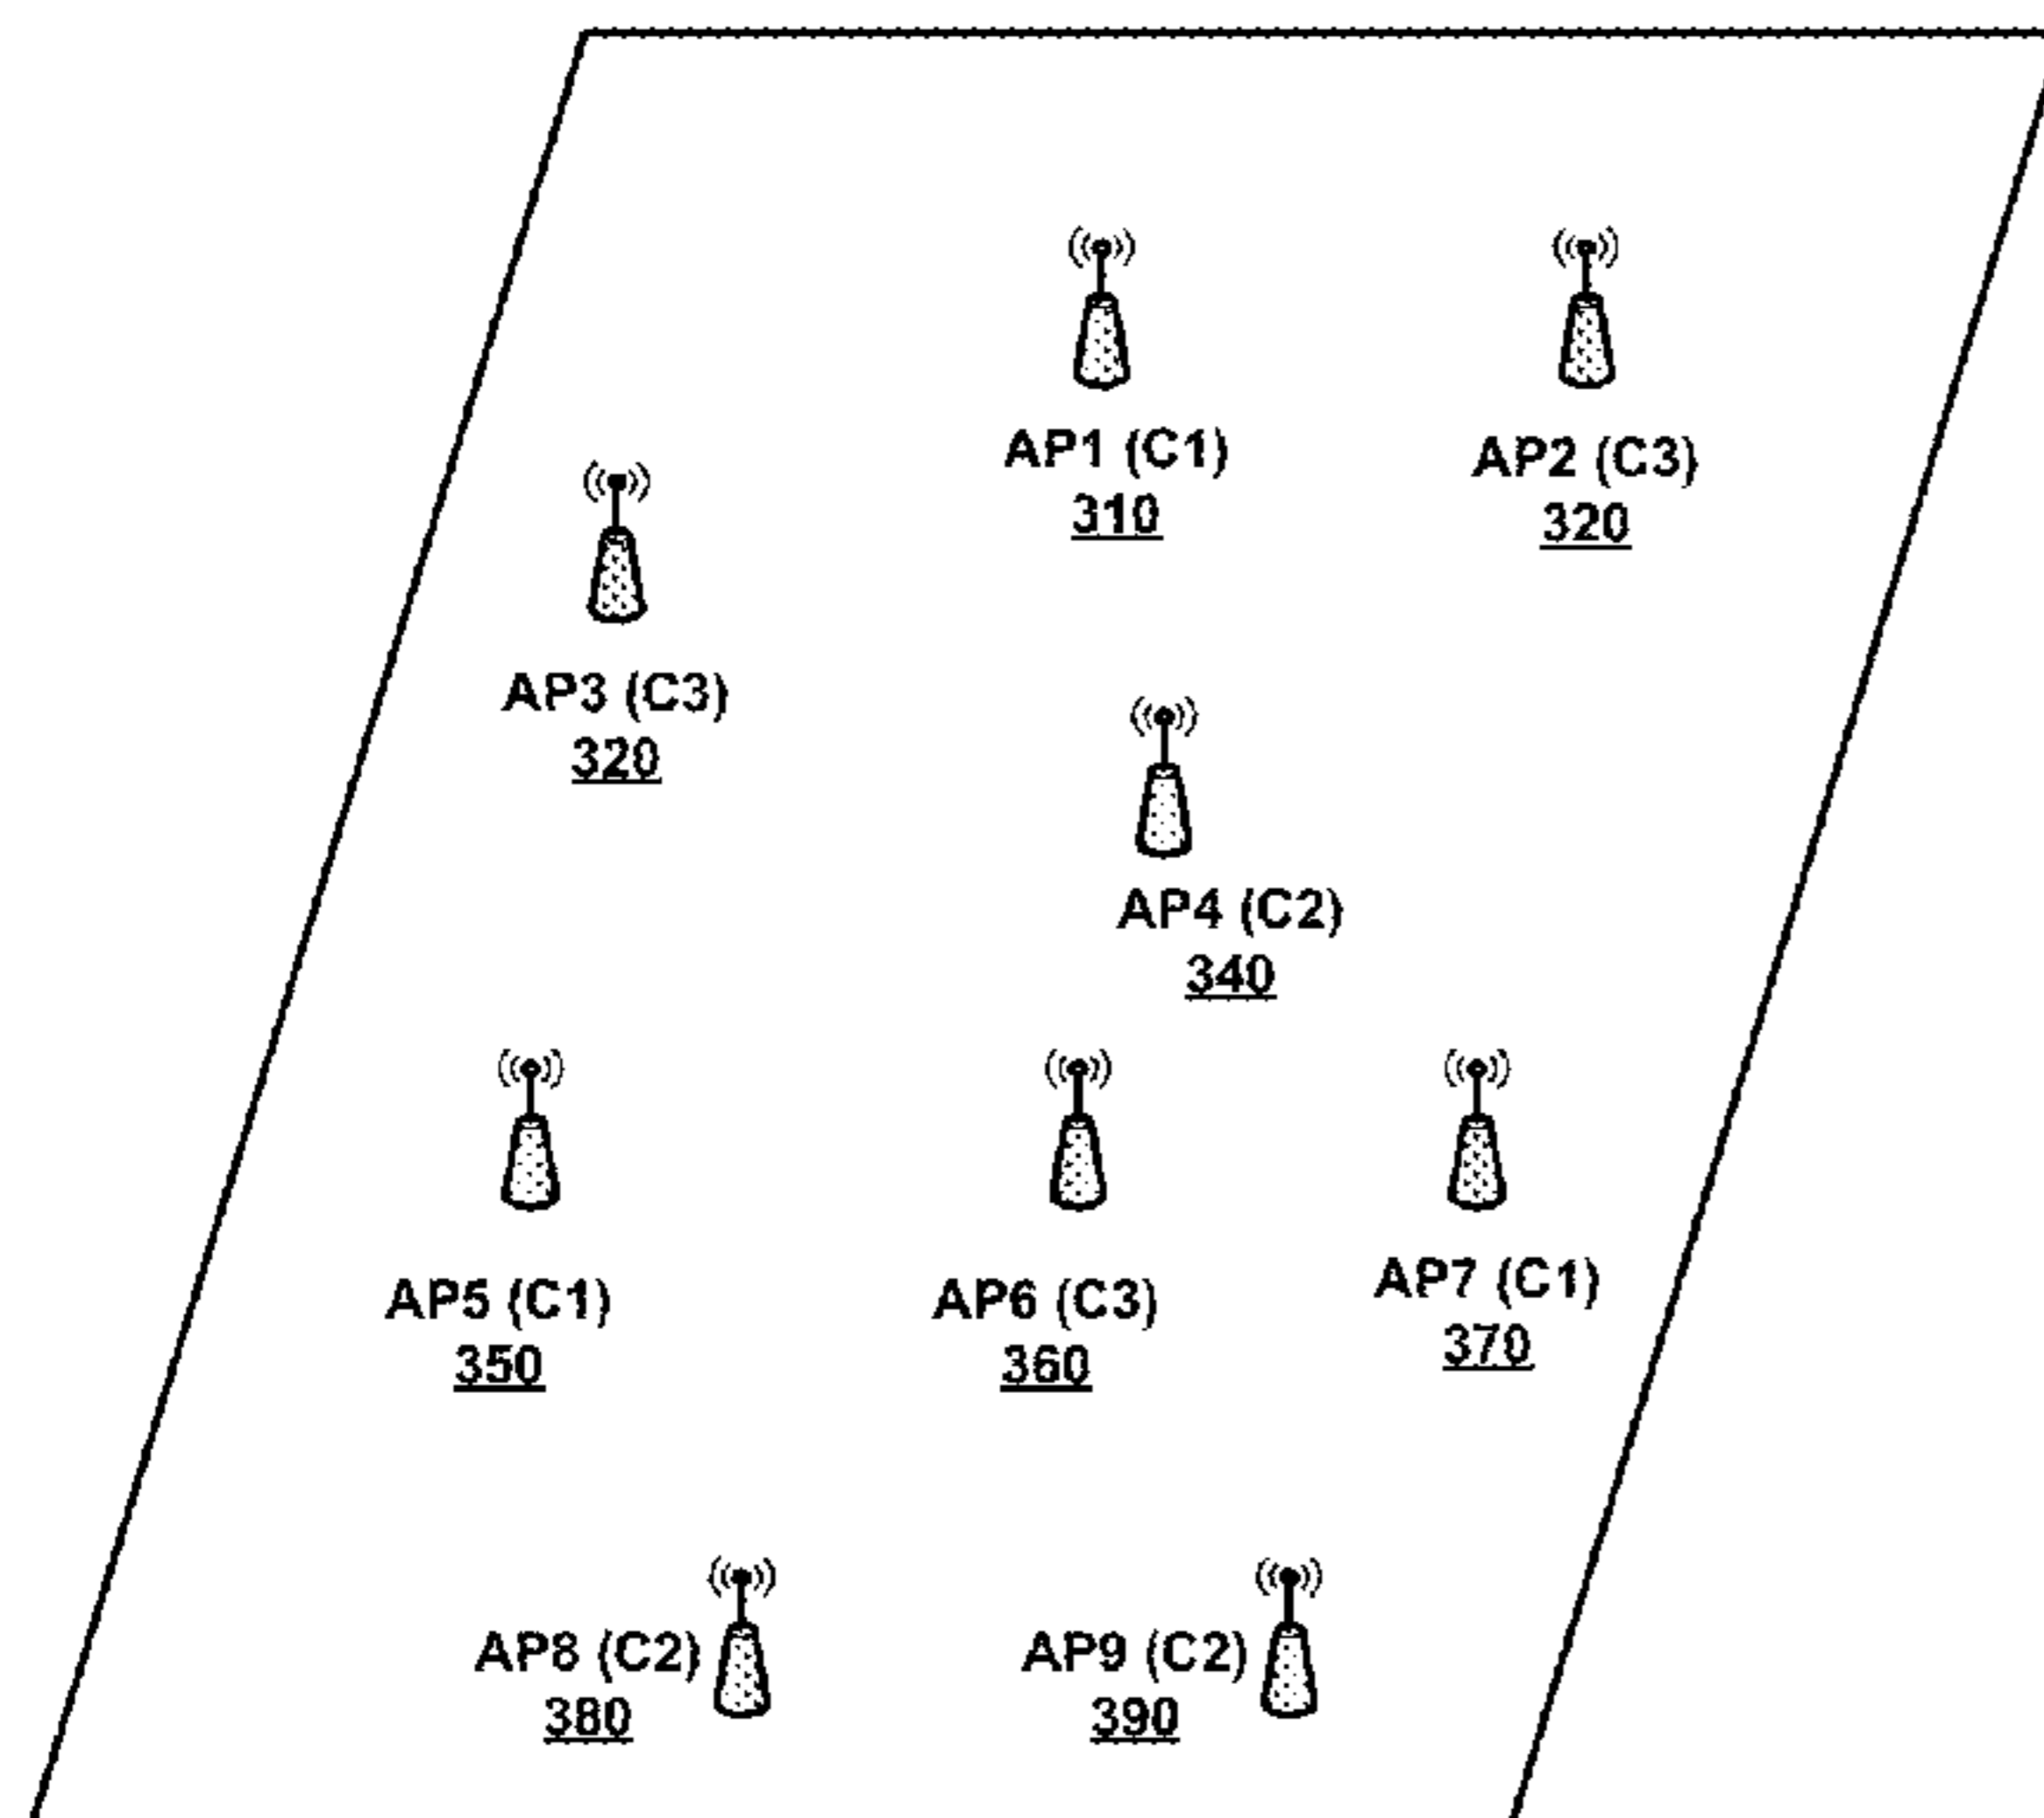 AP1 (C1)
310
AP2 (C3)
320
AP3 (C3)
320
AP4 (C2)
340
AP5 (C1)
350
AP6 (C3)
360
AP7 (C1)
370
AP8 (C2)
380
AP9 (C2)
390